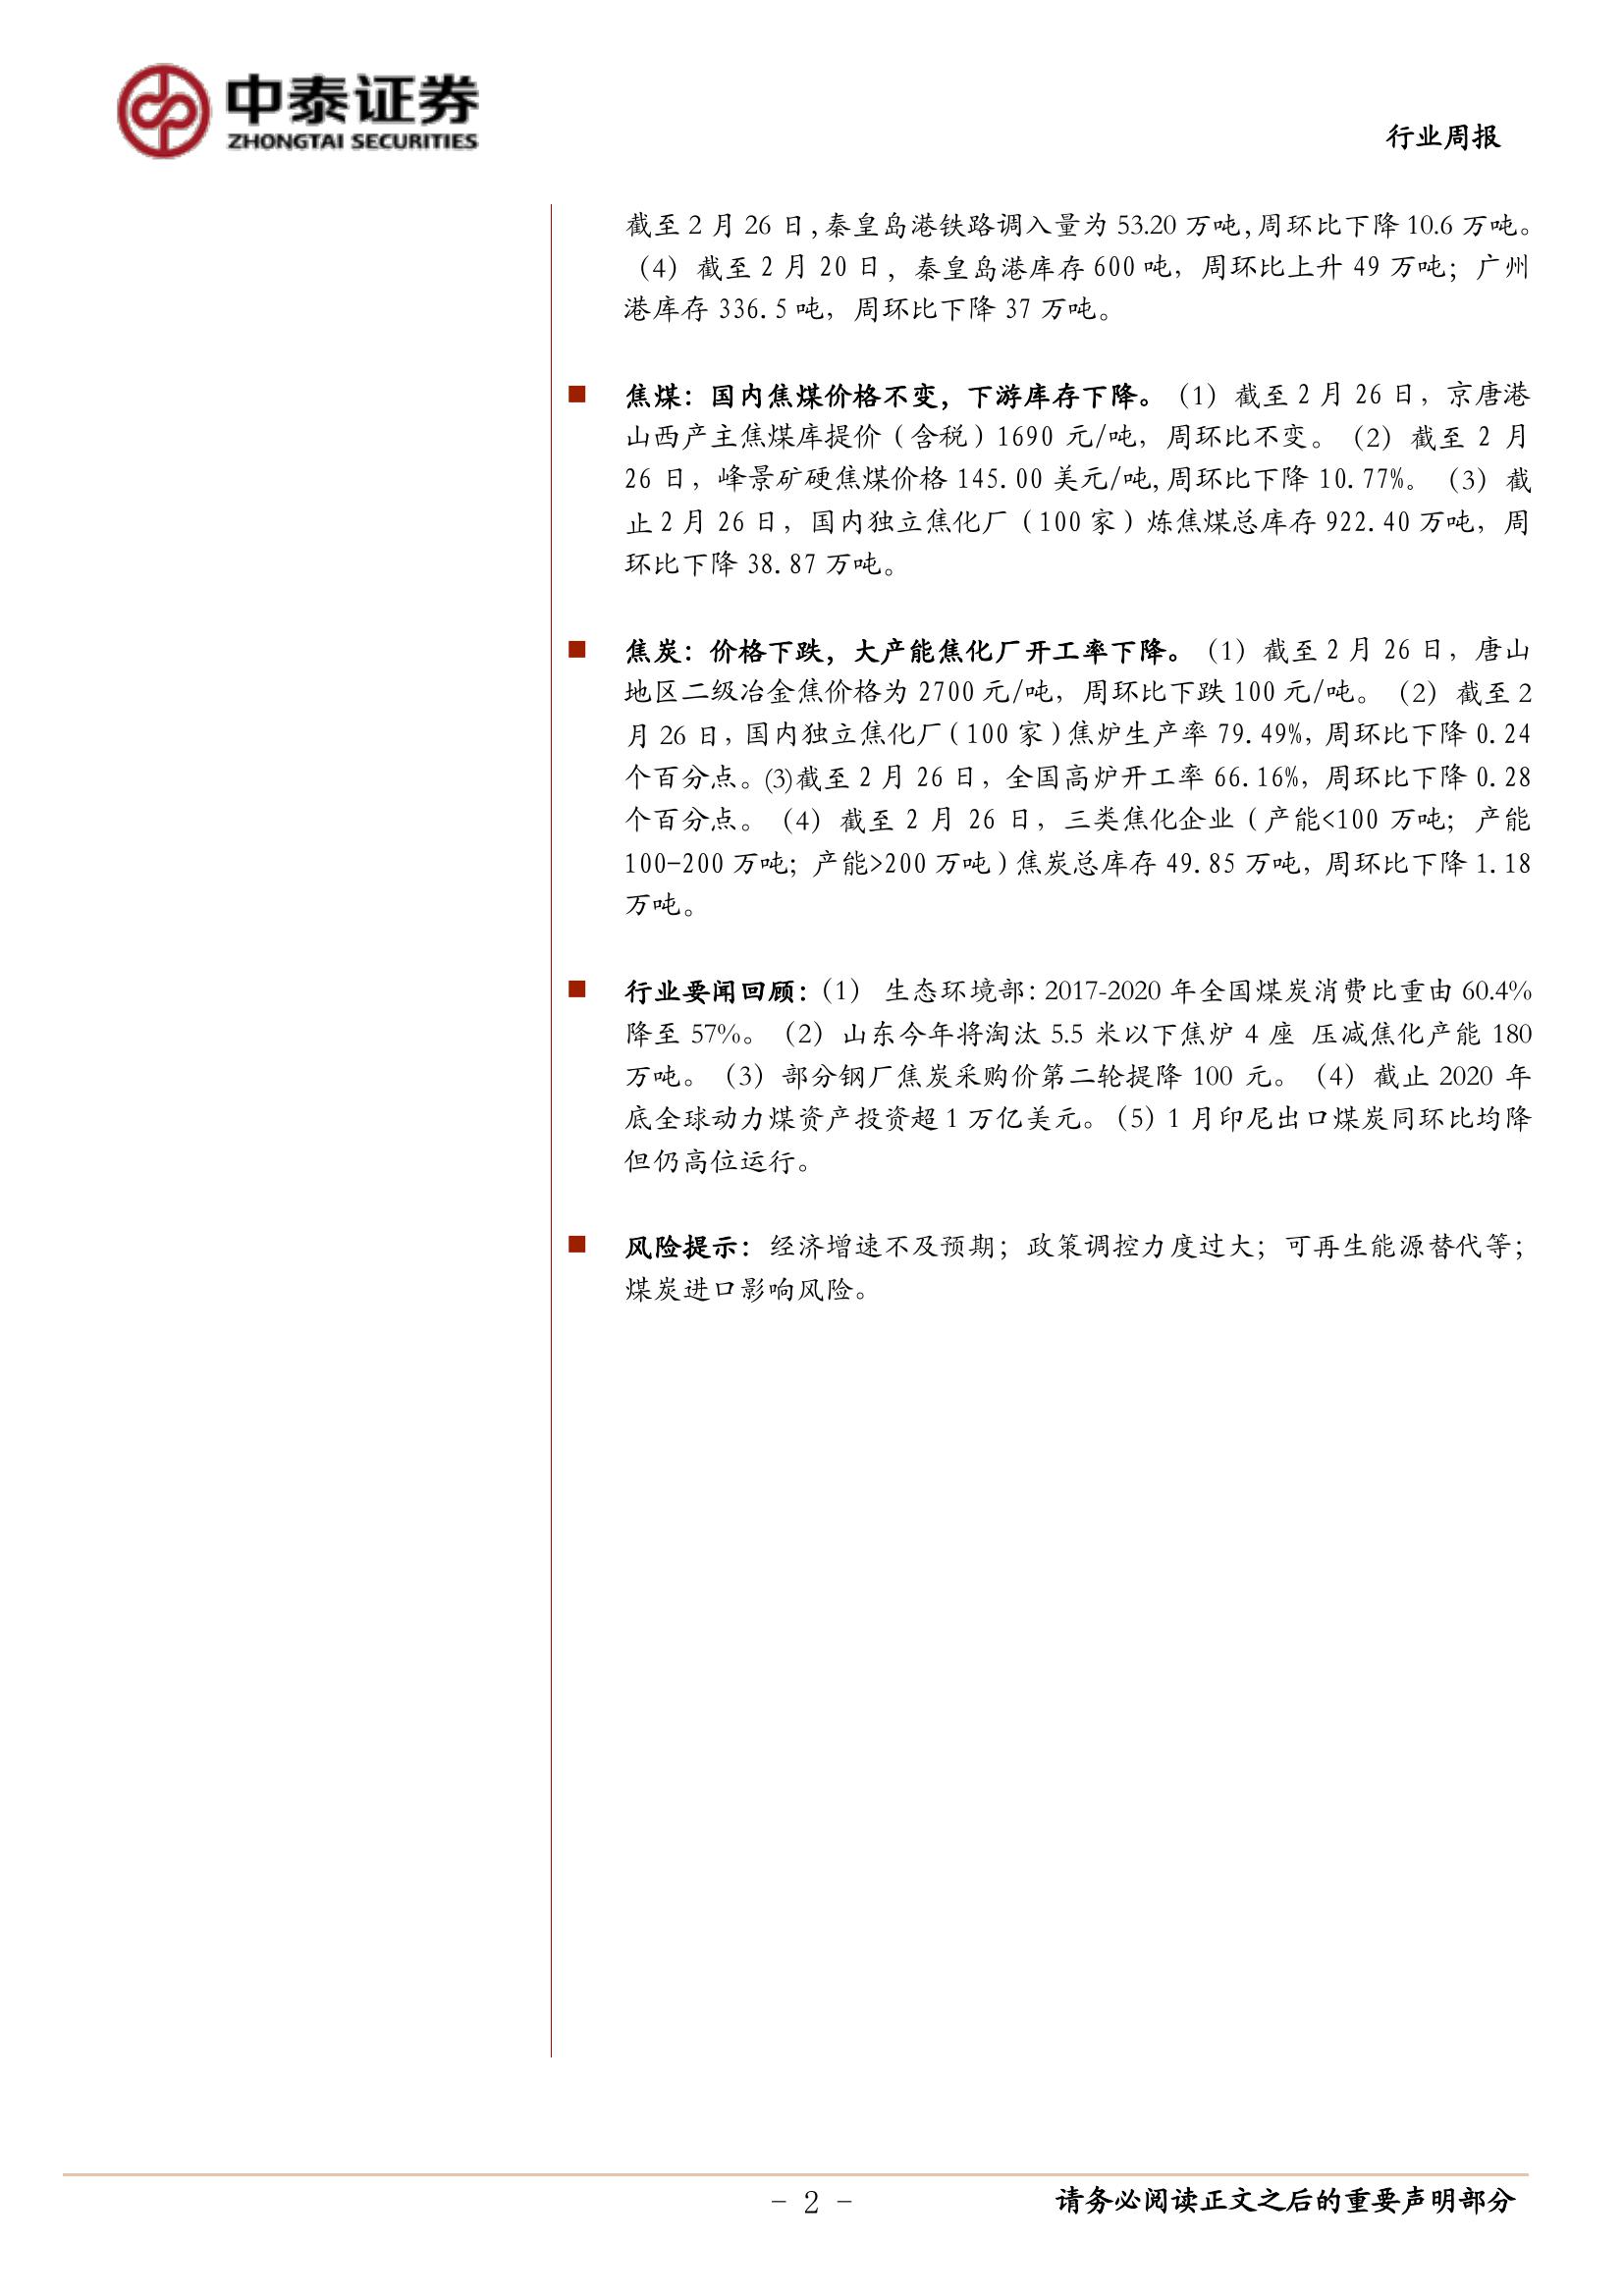 中泰证券
ZHONGTAI SECURITIES
行业周报
截至 2 月 26 日，秦皇岛港铁路调入量为 53.20 万吨，周环比下降 10.6 万吨。
（4）截至 2 月 20 日，秦皇岛港库存 600 吨，周环比上升 49 万吨；广州
港库存 336.5 吨，周环比下降 37 万吨。
■ 焦煤：国内焦煤价格不变，下游库存下降。（1）截至 2 月 26 日，京唐港
山西产主焦煤库提价（含税）1690 元/吨，周环比不变。（2）截至 2 月
26 日，峰景矿硬焦煤价格 145.00 美元/吨，周环比下降 10.77%。（3）截
止 2 月 26 日，国内独立焦化厂（100 家）炼焦煤总库存 922.40 万吨，周
环比下降 38.87 万吨。
■ 焦炭：价格下跌，大产能焦化厂开工率下降。（1）截至 2 月 26 日，唐山
地区二级冶金焦价格为 2700 元/吨，周环比下跌 100 元/吨。（2）截至 2
月 26 日，国内独立焦化厂（100 家）焦炉生产率 79.49%，周环比下降 0.24
个百分点。(3)截至 2 月 26 日，全国高炉开工率 66.16%，周环比下降 0.28
个百分点。（4）截至 2 月 26 日，三类焦化企业（产能<100 万吨；产能
100-200 万吨；产能>200 万吨）焦炭总库存 49.85 万吨，周环比下降 1.18
万吨。
■ 行业要闻回顾：（1） 生态环境部：2017-2020 年全国煤炭消费比重由 60.4%
降至 57%。（2）山东今年将淘汰 5.5 米以下焦炉 4 座 压减焦化产能 180
万吨。（3）部分钢厂焦炭采购价第二轮提降 100 元。（4）截止 2020 年
底全球动力煤资产投资超 1 万亿美元。（5）1 月印尼出口煤炭同环比均降
但仍高位运行。
■ 风险提示：经济增速不及预期；政策调控力度过大；可再生能源替代等；
煤炭进口影响风险。
- 2 -
请务必阅读正文之后的重要声明部分